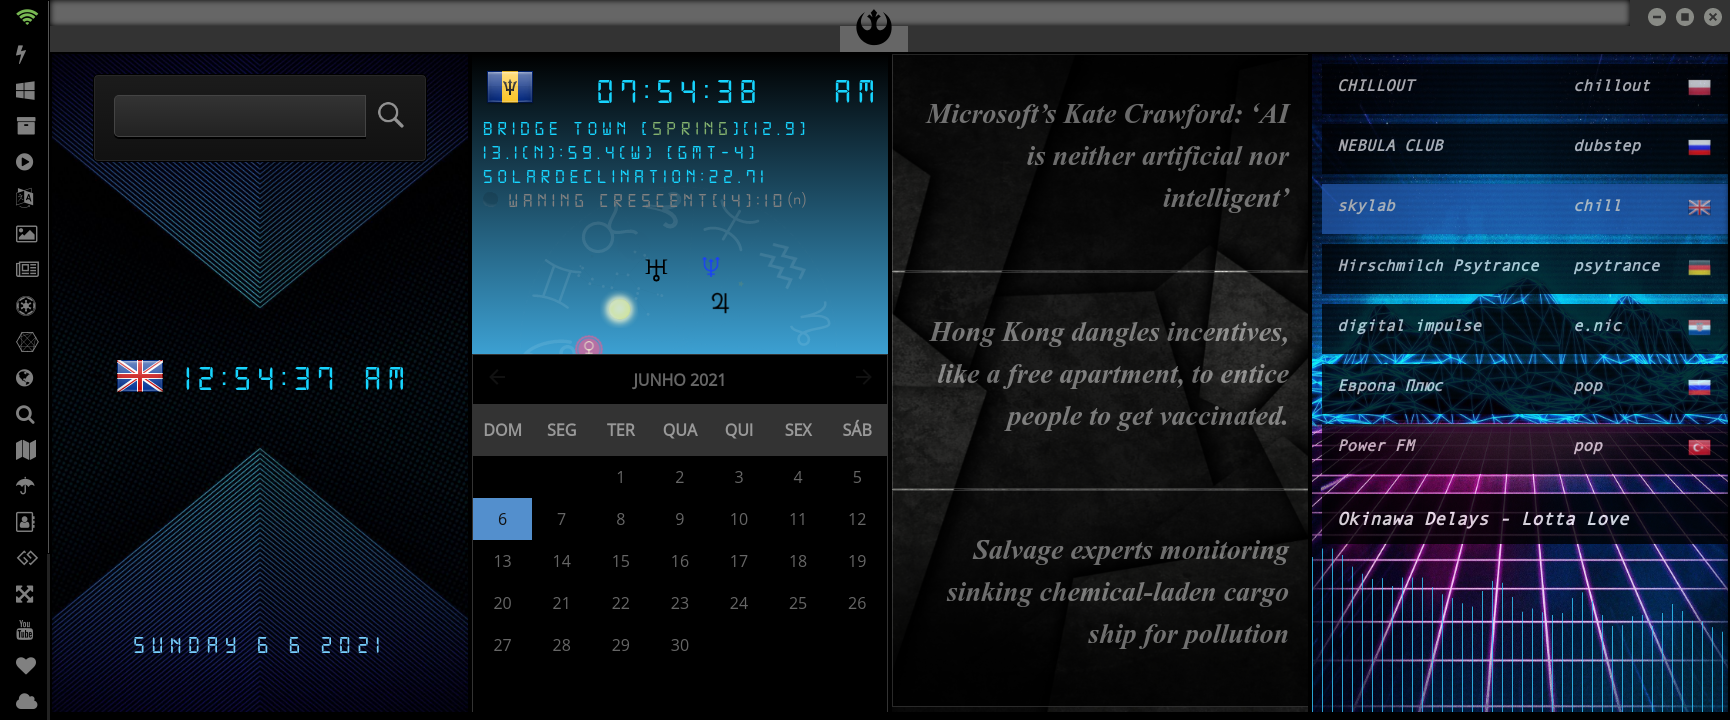 12:54:37 AM
SUNDAY 6 6 2021
07:54:38 AM
BRIDGE TOWN [SPRING][12.9]
13.1(N):59.4(W) [GMT-4]
SOLARDECLINATION:22.71
WANING CRESCENT[14]:10(n)
JUNHO 2021
DOM SEG TER QUA QUI SEX SÁB
1 2 3 4 5
6 7 8 9 10 11 12
13 14 15 16 17 18 19
20 21 22 23 24 25 26
27 28 29 30
Microsoft’s Kate Crawford: ‘AI
is neither artificial nor
intelligent’
Hong Kong dangles incentives,
like a free apartment, to entice
people to get vaccinated.
Salvage experts monitoring
sinking chemical-laden cargo
ship for pollution
CHILLOUT chillout
NEBULA CLUB dubstep
skylab chill
Hirschmilch Psytrance psytrance
digital impulse e.nic
Европа Плюс pop
Power FM pop
Okinawa Delays - Lotta Love
You
Tube